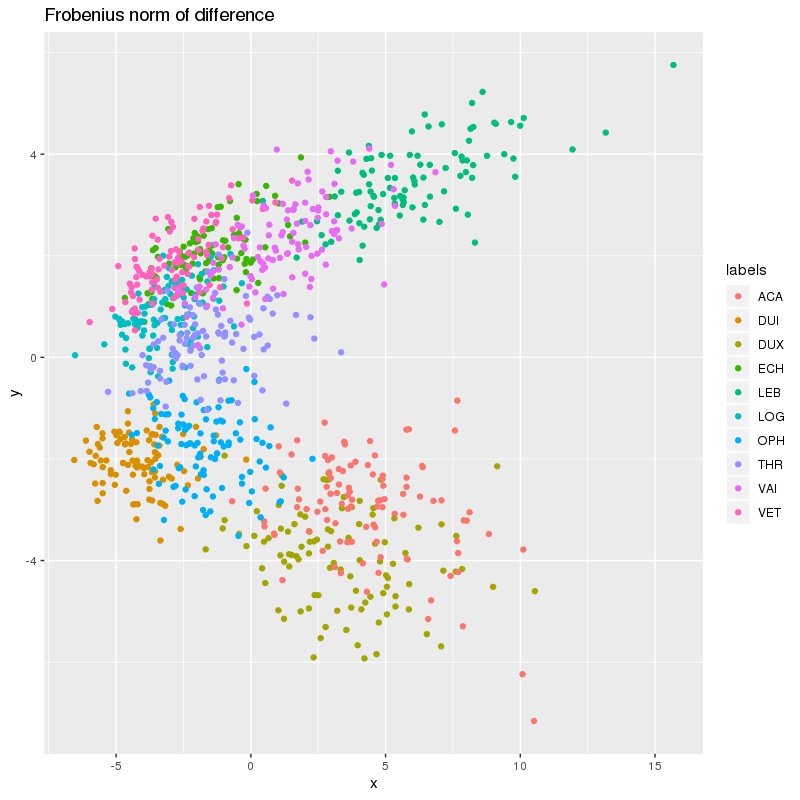 Frobenius norm of difference
4
0
-4
y
-5
0
5
10
15
x
labels
ACA
DUI
DUX
ECH
LEB
LOG
OPH
THR
VAI
VET